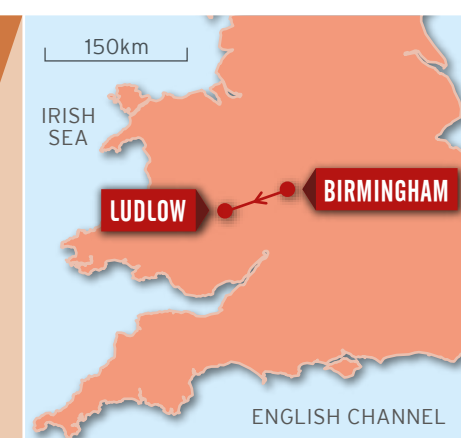 150km
IRISH
SEA
LUDLOW
BIRMINGHAM
ENGLISH CHANNEL